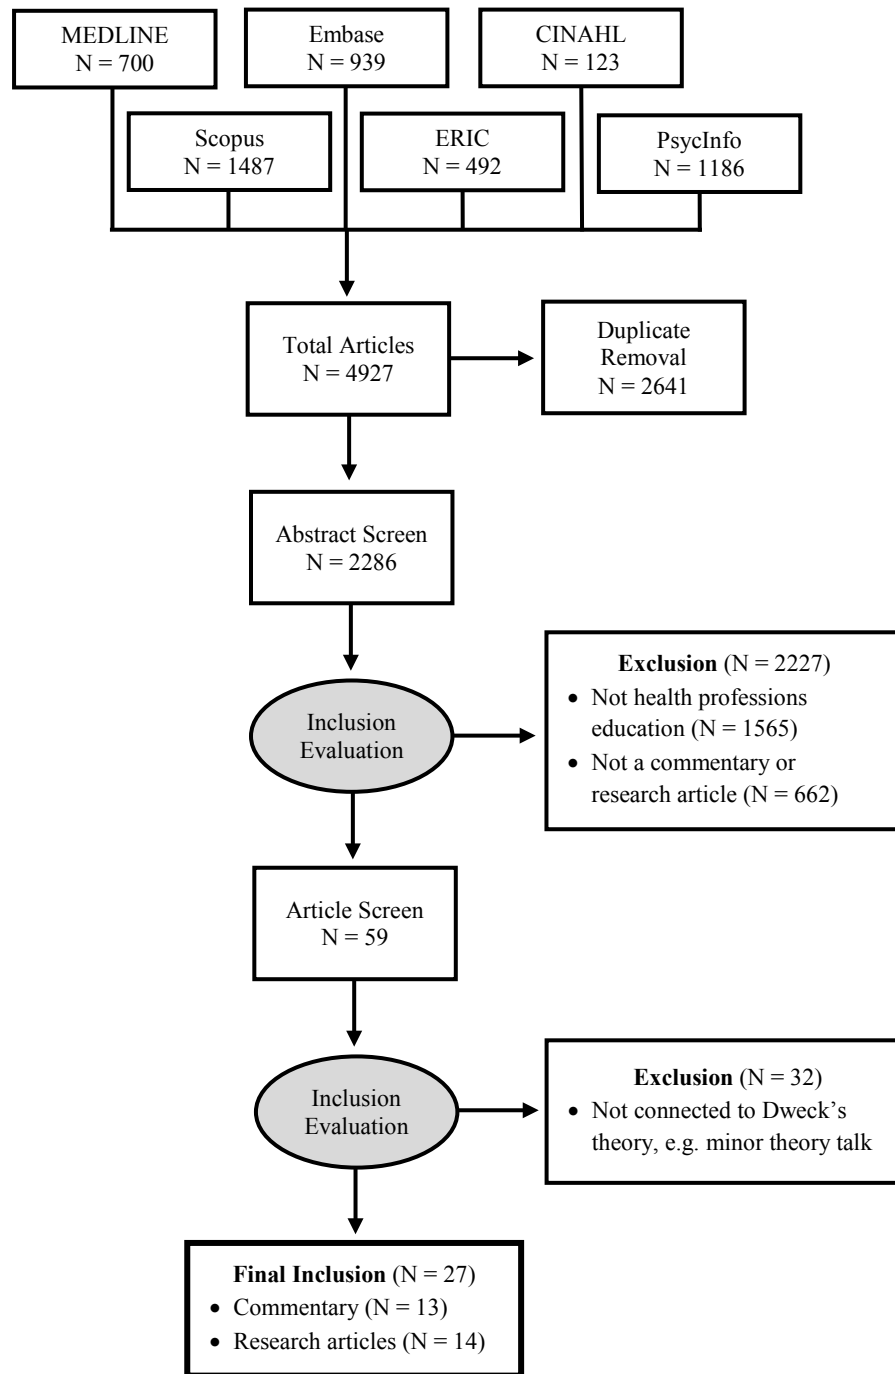 MEDLINE
N = 700
Embase
N = 939
CINAHL
N = 123
Scopus
N = 1487
ERIC
N = 492
PsycInfo
N = 1186
Total Articles
N = 4927
Duplicate
Removal
N = 2641
Abstract Screen
N = 2286
Inclusion
Evaluation
Exclusion (N = 2227)
• Not health professions
education (N = 1565)
• Not a commentary or
research article (N = 662)
Article Screen
N = 59
Inclusion
Evaluation
Exclusion (N = 32)
• Not connected to Dweck’s
theory, e.g. minor theory talk
Final Inclusion (N = 27)
• Commentary (N = 13)
• Research articles (N = 14)